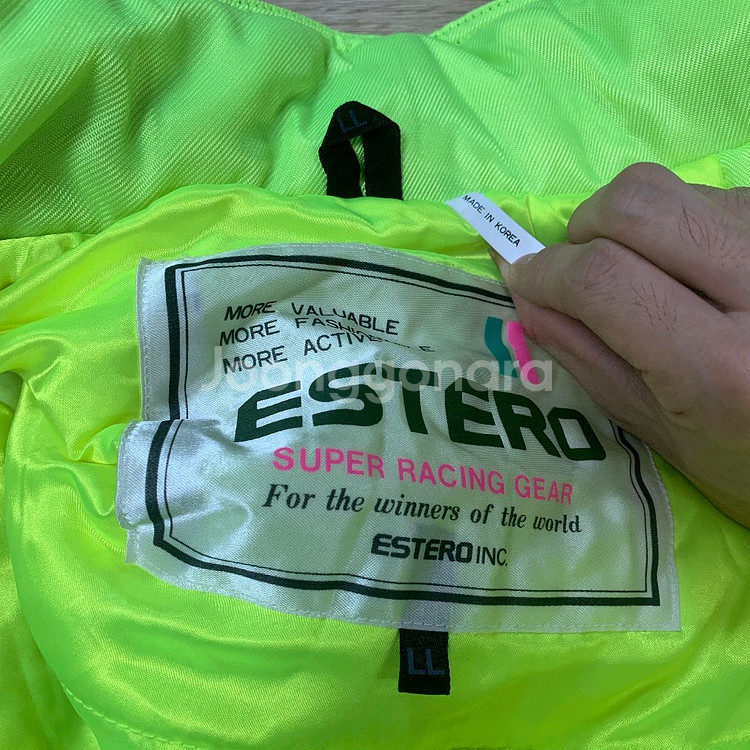 LL
MADE IN KOREA
MORE VALUABLE
MORE FASHIONABLE
MORE ACTIVE
Joonggonara
ESTERO
SUPER RACING GEAR
For the winners of the world
ESTERO INC.
LL